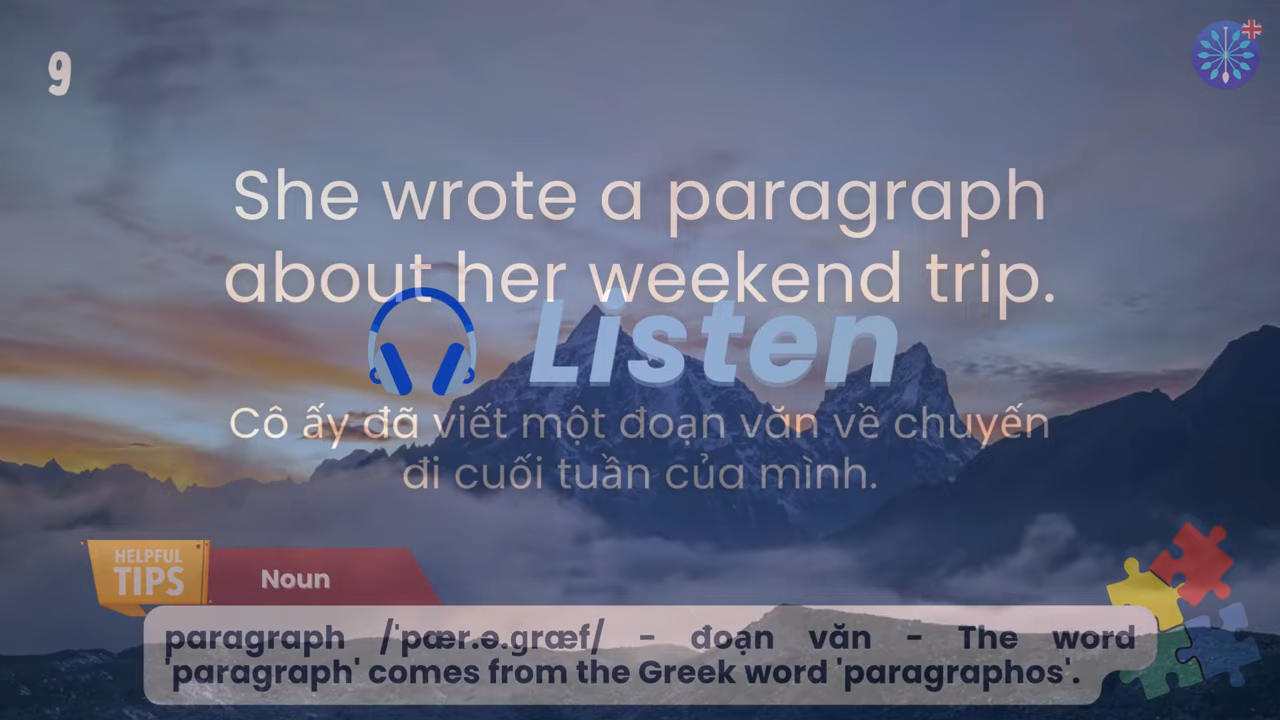 9
She wrote a paragraph
about her weekend trip.
Listen
Cô ấy đã viết một đoạn văn về chuyến
đi cuối tuần của mình.
HELPFUL
TIPS
Noun
paragraph /ˈpær.ə.ɡræf/ - đoạn văn - The word
'paragraph' comes from the Greek word 'paragraphos'.